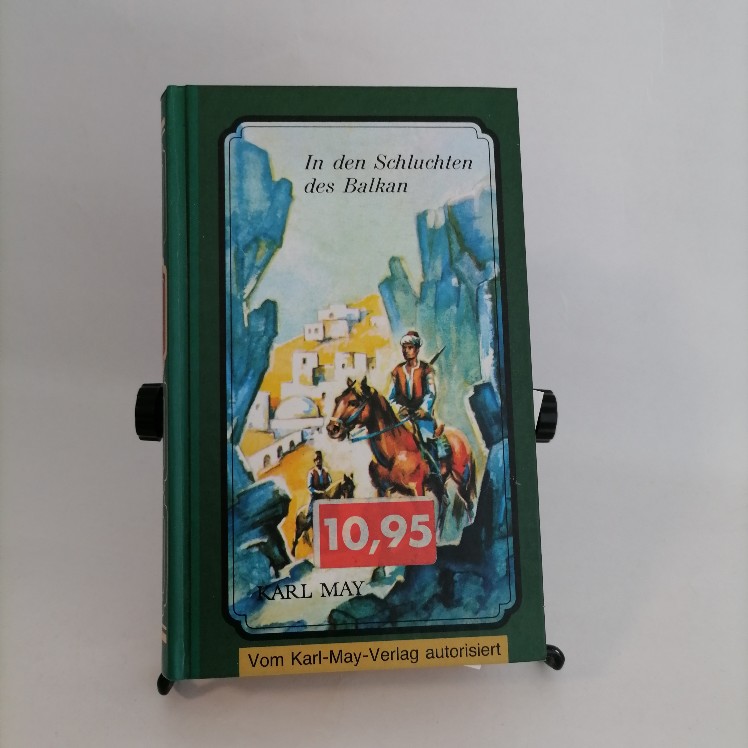 In den Schluchten
des Balkan
10,95
KARL MAY
Vom Karl-May-Verlag autorisiert